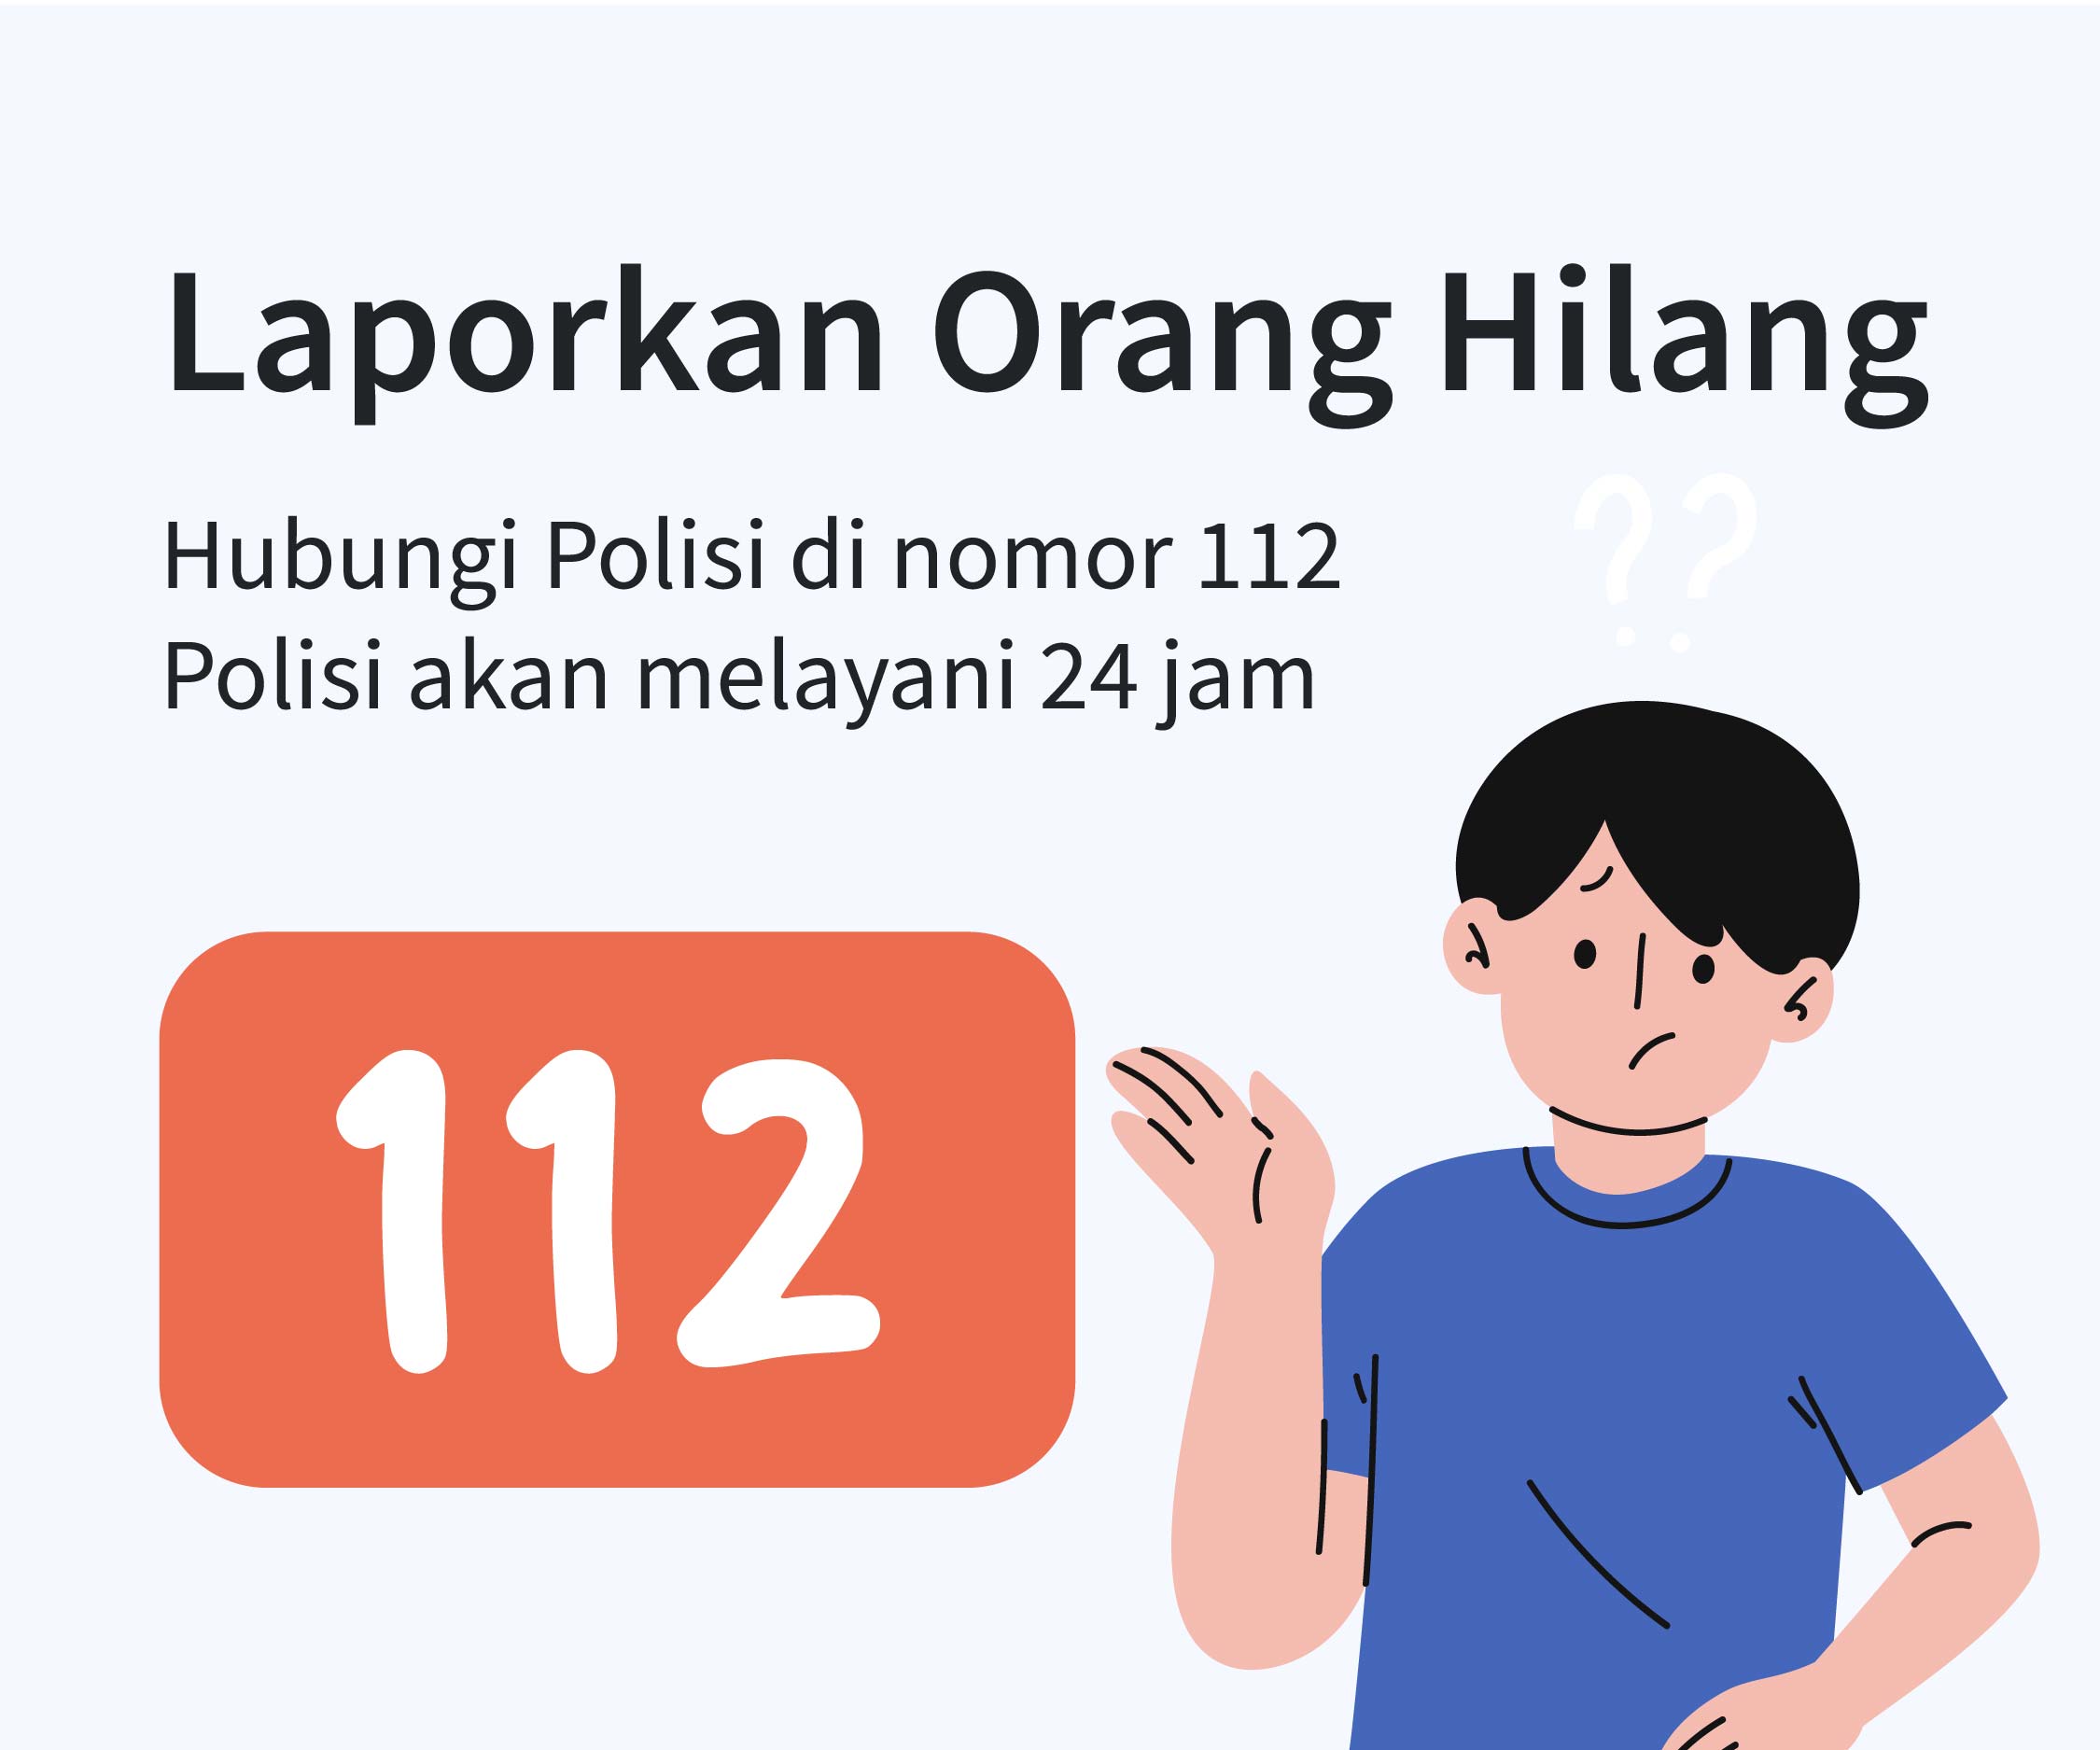 Laporkan Orang Hilang
??
Hubungi Polisi di nomor 112
Polisi akan melayani 24 jam
112